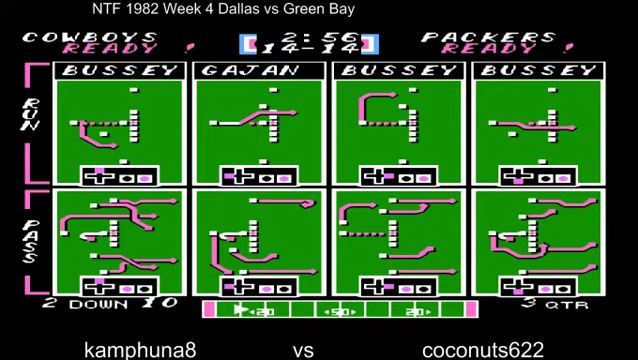 NTF 1982 Week 4 Dallas vs Green Bay
COWBOYS 2:56 PACKERS
READY! 14-14 READY!
BUSSEY GAJAN BUSSEY BUSSEY
RUN
PASS
2 DOWN 10 20 50 20 3 QTR
kamphuna8 vs coconuts622